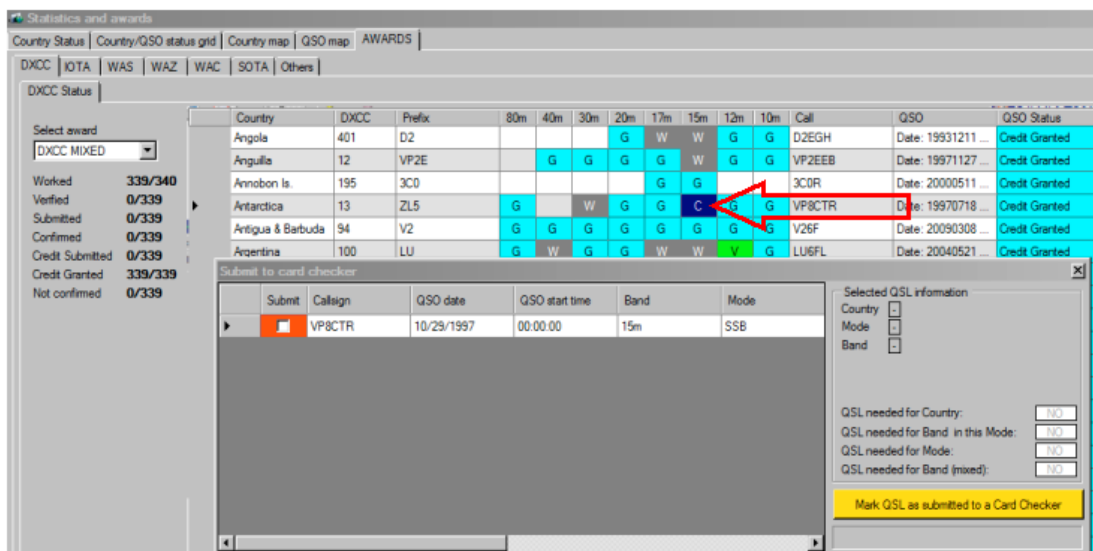 Statistics and awards
Country Status Country/QSO status grid Country map QSO map AWARDS
DXCC IOTA WAS WAZ WAC SOTA Others
DXCC Status
Select award
DXCC MIXED
Worked 339/340
Verfied 0/339
Submitted 0/339
Confirmed 0/339
Credit Submitted 0/339
Credit Granted 339/339
Not confirmed 0/339
Country DXCC Prefix 80m 40m 30m 20m 17m 15m 12m 10m Call QSO QSO Status
Angola 401 D2 G W W G G D2EGH Date: 19931211 ... Credit Granted
Anguilla 12 VP2E G G G G W G G VP2EEB Date: 19971127 ... Credit Granted
Annobon Is. 195 3C0 G G 3C0R Date: 20000511 ... Credit Granted
Antarctica 13 ZL5 G W G G C G G VP8CTR Date: 19970718 ... Credit Granted
Antigua & Barbuda 94 V2 G G G G G G G G V26F Date: 20090308 ... Credit Granted
Argentina 100 LU G W G G W W V G LU6FL Date: 20040521 ... Credit Granted
Submit to card checker
Submit Callsign QSO date QSO start time Band Mode
VP8CTR 10/29/1997 00:00:00 15m SSB
Selected QSL information
Country -
Mode -
Band -
QSL needed for Country: NO
QSL needed for Band in this Mode: NO
QSL needed for Mode: NO
QSL needed for Band (mixed): NO
Mark QSL as submitted to a Card Checker